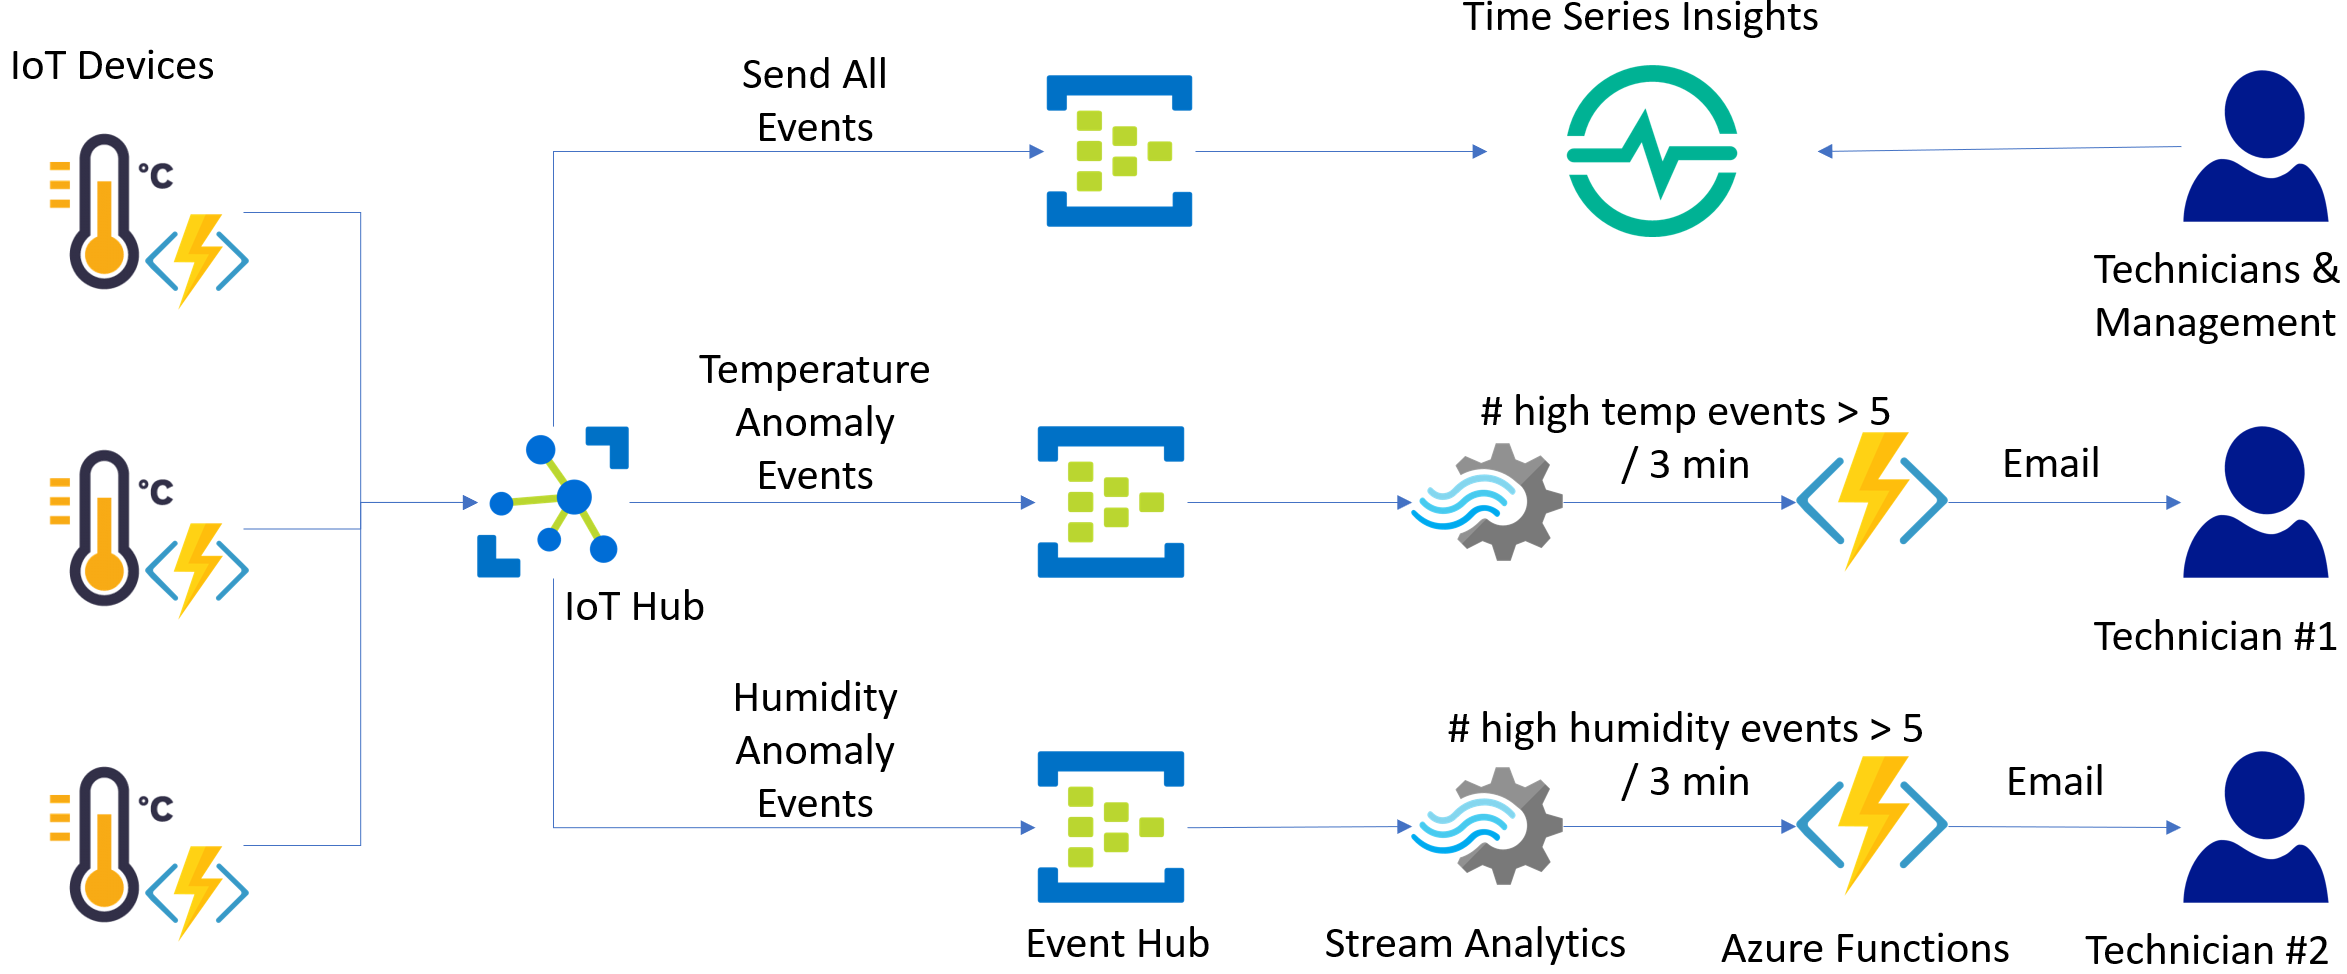 Time Series Insights
IoT Devices
Send All
Events
°C
Technicians &
Management
Temperature
Anomaly
Events
# high temp events > 5
/ 3 min
Email
°C
IoT Hub
Technician #1
Humidity
Anomaly
Events
# high humidity events > 5
/ 3 min
Email
°C
Event Hub
Stream Analytics
Azure Functions
Technician #2